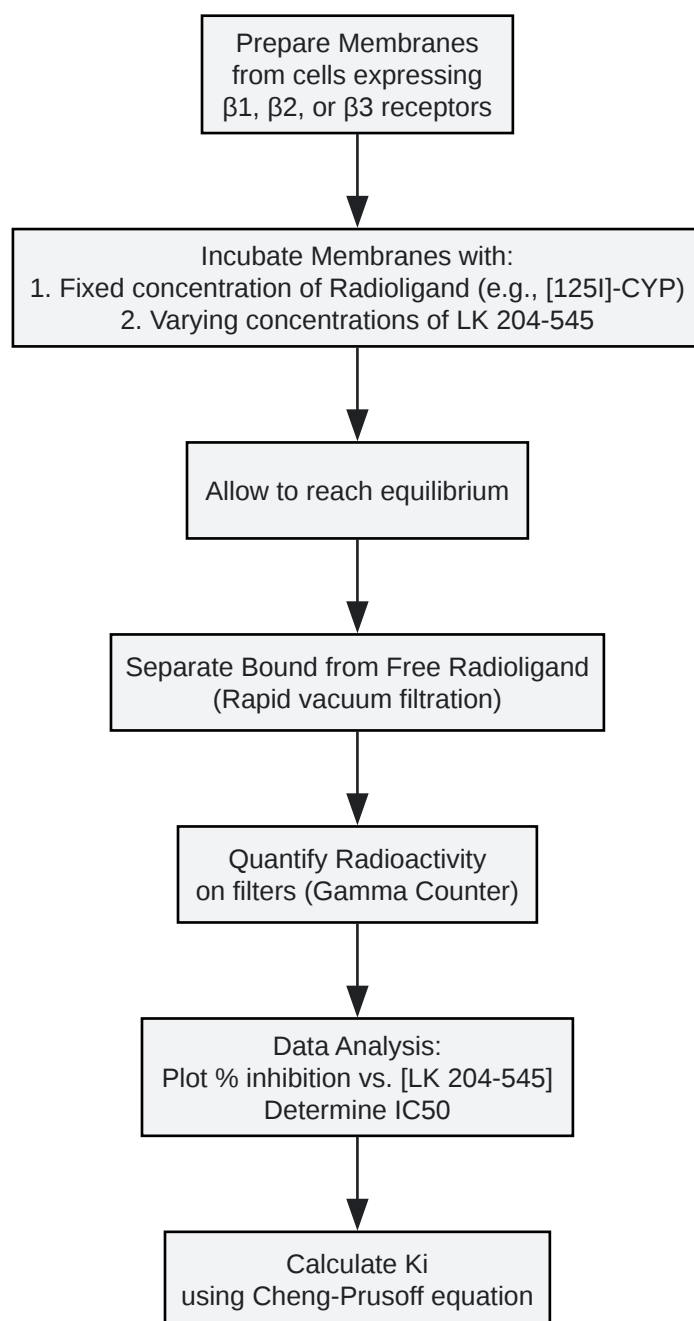 Prepare Membranes
from cells expressing
β1, β2, or β3 receptors
Incubate Membranes with:
1. Fixed concentration of Radioligand (e.g., [125I]-CYP)
2. Varying concentrations of LK 204-545
Allow to reach equilibrium
Separate Bound from Free Radioligand
(Rapid vacuum filtration)
Quantify Radioactivity
on filters (Gamma Counter)
Data Analysis:
Plot % inhibition vs. [LK 204-545]
Determine IC50
Calculate Ki
using Cheng-Prusoff equation